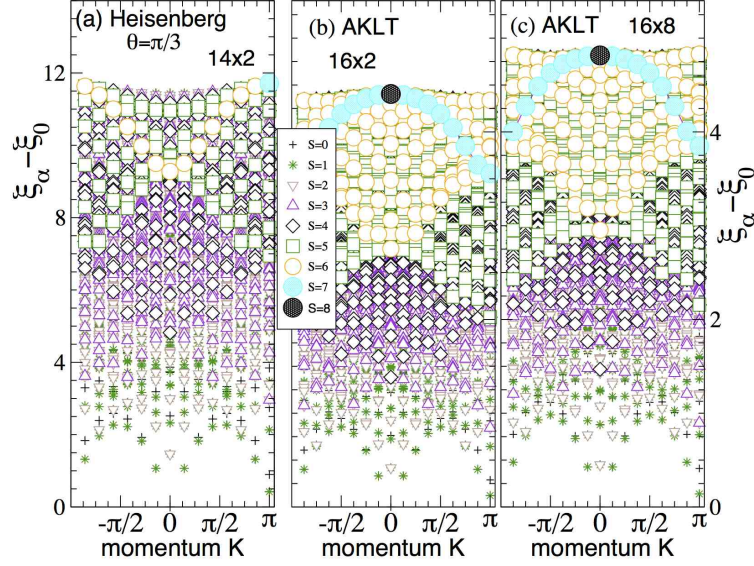 (a) Heisenberg
θ=π/3
14x2
(b) AKLT
16x2
(c) AKLT 16x8
12
8
4
0
ξα−ξ0
4
2
0
ξα−ξ0
S=0
S=1
S=2
S=3
S=4
S=5
S=6
S=7
S=8
-π/2 0 π/2
-π/2 0 π/2
-π/2 0 π/2 π
momentum K
momentum K
momentum K